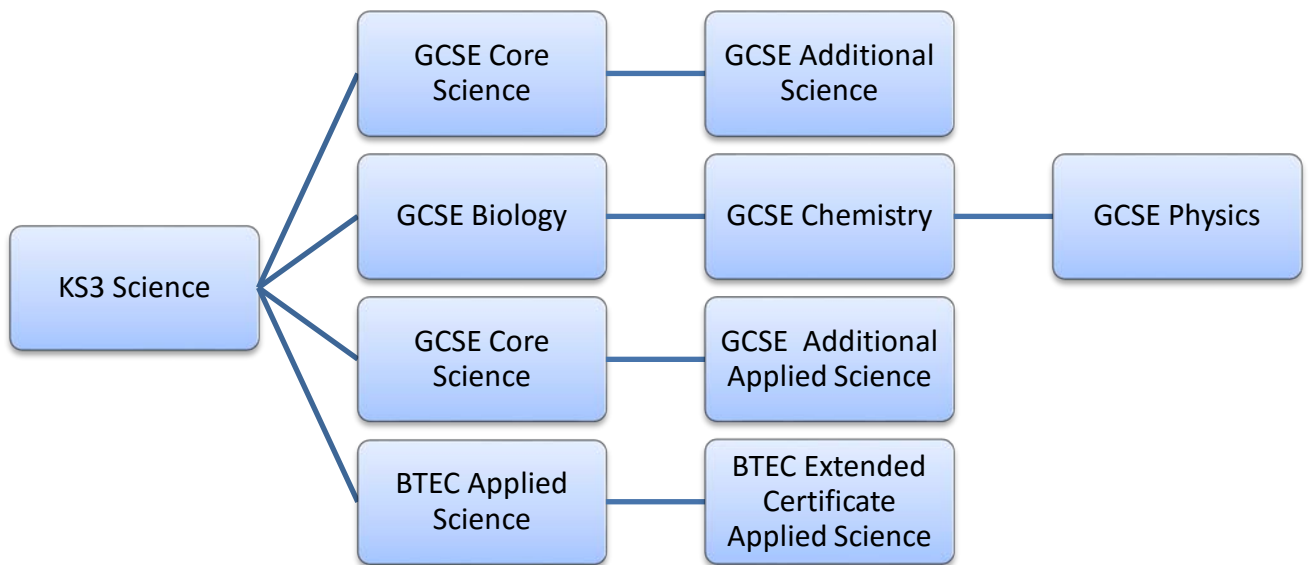 GCSE Core
Science
GCSE Additional
Science
GCSE Biology
GCSE Chemistry
GCSE Physics
KS3 Science
GCSE Core
Science
GCSE  Additional
Applied Science
BTEC Applied
Science
BTEC Extended
Certificate
Applied Science